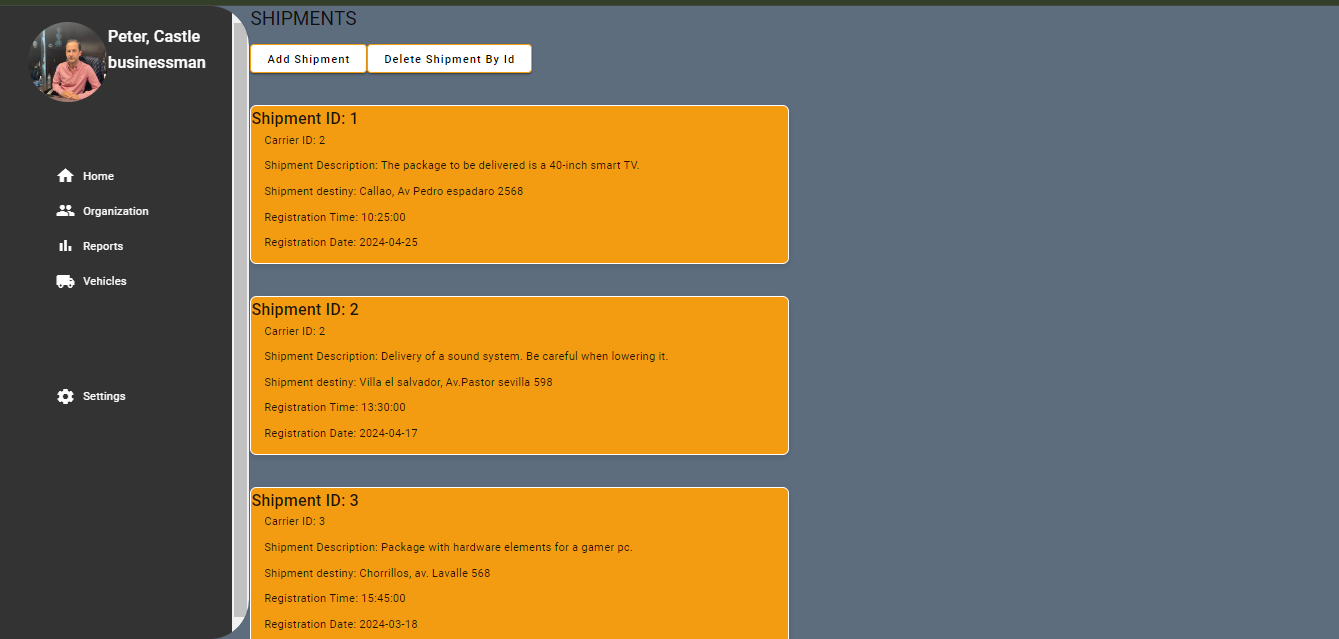 Peter, Castle
businessman
Home
Organization
Reports
Vehicles
Settings
SHIPMENTS
Add Shipment
Delete Shipment By Id
Shipment ID: 1
Carrier ID: 2
Shipment Description: The package to be delivered is a 40-inch smart TV.
Shipment destiny: Callao, Av Pedro espadaro 2568
Registration Time: 10:25:00
Registration Date: 2024-04-25
Shipment ID: 2
Carrier ID: 2
Shipment Description: Delivery of a sound system. Be careful when lowering it.
Shipment destiny: Villa el salvador, Av.Pastor sevilla 598
Registration Time: 13:30:00
Registration Date: 2024-04-17
Shipment ID: 3
Carrier ID: 3
Shipment Description: Package with hardware elements for a gamer pc.
Shipment destiny: Chorrillos, av. Lavalle 568
Registration Time: 15:45:00
Registration Date: 2024-03-18